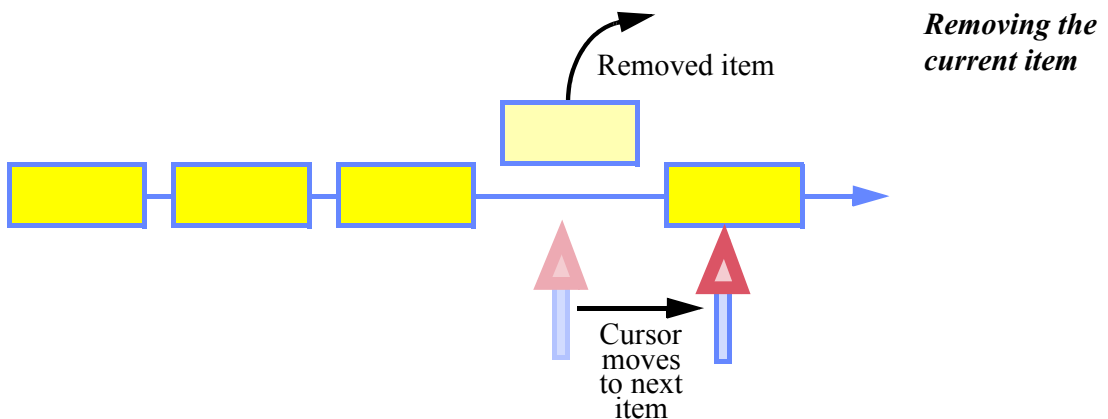 Removing the
current item
Removed item
Cursor
moves
to next
item